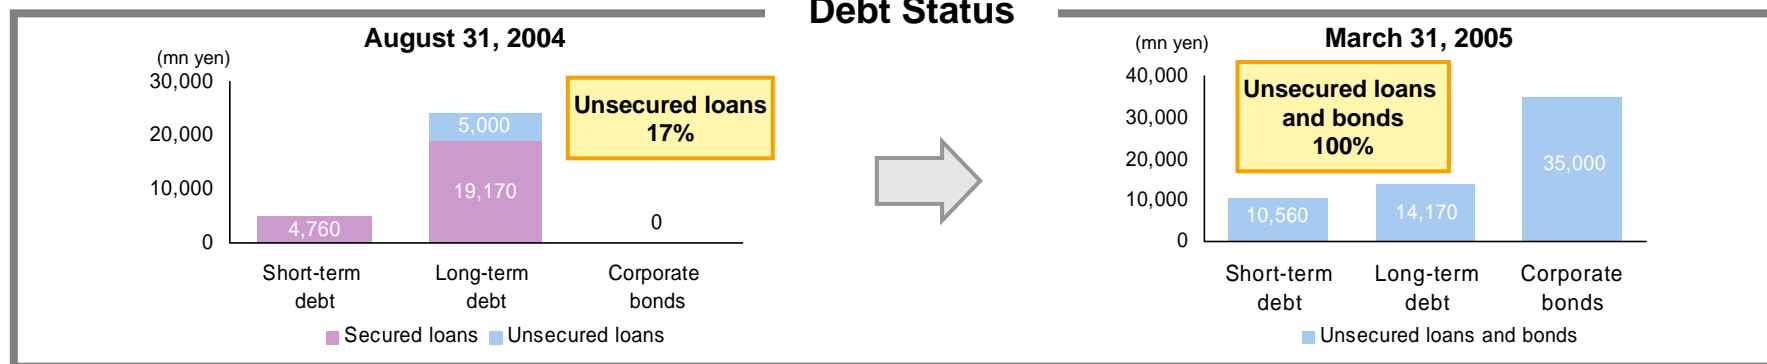 Debt Status
August 31, 2004
(mn yen)
30,000
20,000
10,000
0
5,000
19,170
4,760
0
Unsecured loans
17%
Short-term
debt
Long-term
debt
Corporate
bonds
Secured loans
Unsecured loans
March 31, 2005
(mn yen)
40,000
30,000
20,000
10,000
0
Unsecured loans
and bonds
100%
10,560
14,170
35,000
Short-term
debt
Long-term
debt
Corporate
bonds
Unsecured loans and bonds